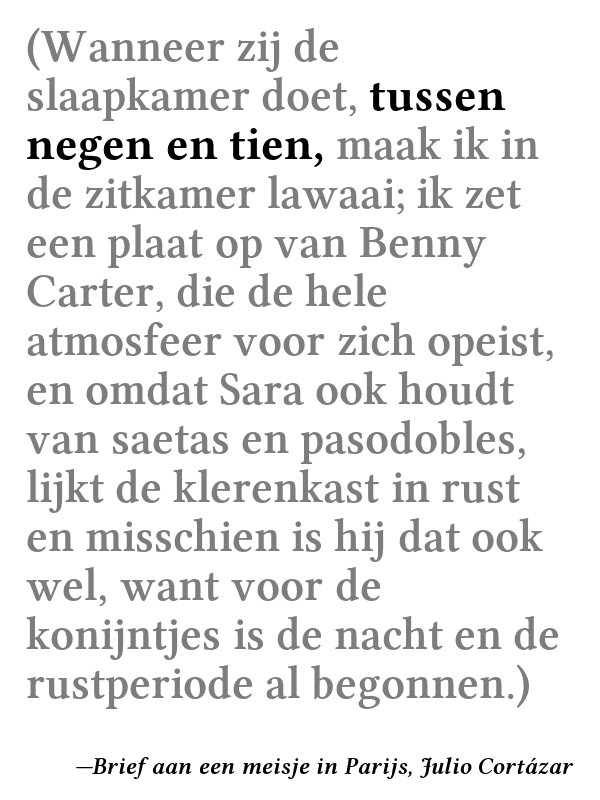 (Wanneer zij de
slaapkamer doet, tussen
negen en tien, maak ik in
de zitkamer lawaai; ik zet
een plaat op van Benny
Carter, die de hele
atmosfeer voor zich opeist,
en omdat Sara ook houdt
van saetas en pasodobles,
lijkt de klerenkast in rust
en misschien is hij dat ook
wel, want voor de
konijntjes is de nacht en de
rustperiode al begonnen.)
—Brief aan een meisje in Parijs, Julio Cortázar